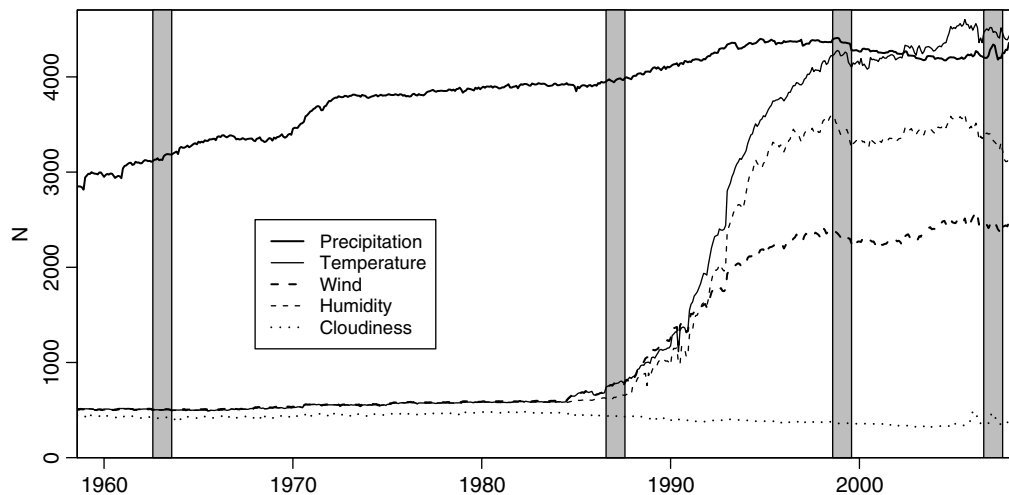 4000
3000
N
2000
1000
0
Precipitation
Temperature
Wind
Humidity
Cloudiness
1960 1970 1980 1990 2000